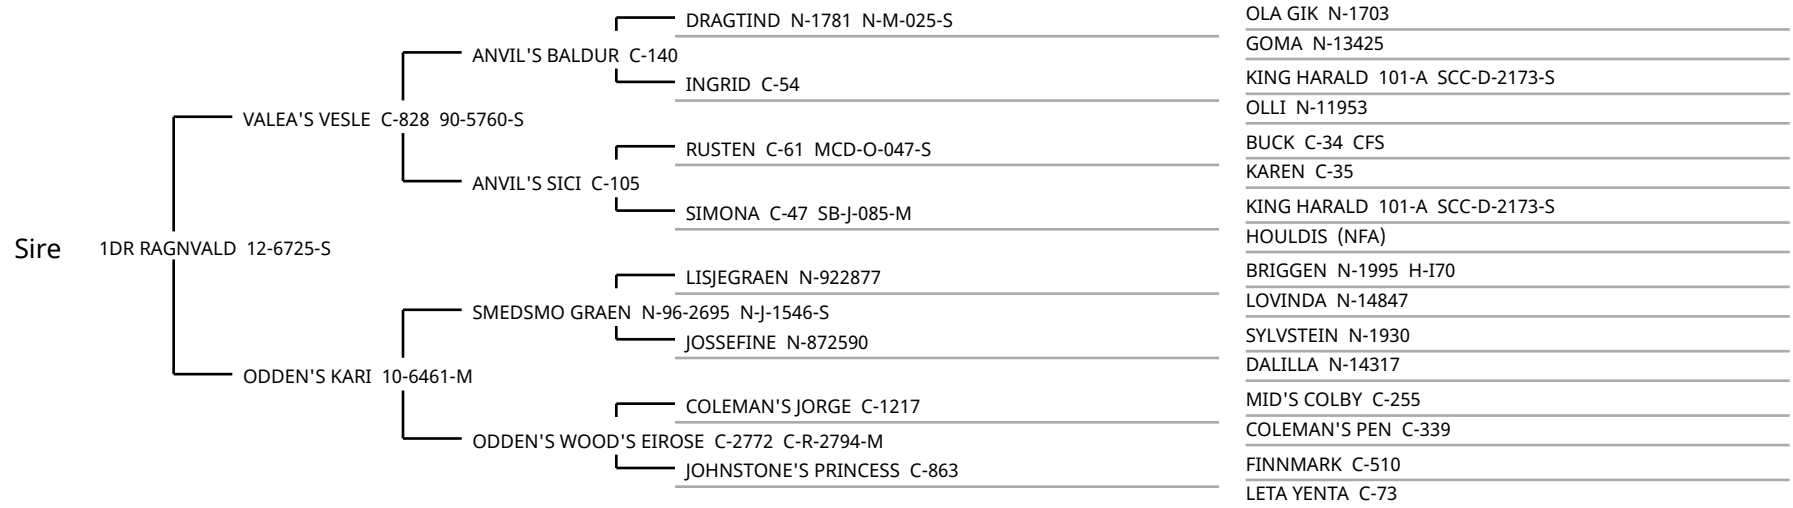 DRAGTIND N-1781 N-M-025-S
OLA GIK N-1703
GOMA N-13425
ANVIL'S BALDUR C-140
INGRID C-54
KING HARALD 101-A SCC-D-2173-S
OLLI N-11953
VALEA'S VESLE C-828 90-5760-S
RUSTEN C-61 MCD-O-047-S
BUCK C-34 CFS
KAREN C-35
ANVIL'S SICI C-105
SIMONA C-47 SB-J-085-M
KING HARALD 101-A SCC-D-2173-S
HOULDIS (NFA)
Sire
1DR RAGNVALD 12-6725-S
LISJEGRAEN N-922877
BRIGGEN N-1995 H-I70
LOVINDA N-14847
SMEDSMO GRAEN N-96-2695 N-J-1546-S
JOSSEFINE N-872590
SYLVSTEIN N-1930
DALILLA N-14317
ODDEN'S KARI 10-6461-M
COLEMAN'S JORGE C-1217
MID'S COLBY C-255
COLEMAN'S PEN C-339
ODDEN'S WOOD'S EIROSE C-2772 C-R-2794-M
JOHNSTONE'S PRINCESS C-863
FINNMARK C-510
LETA YENTA C-73